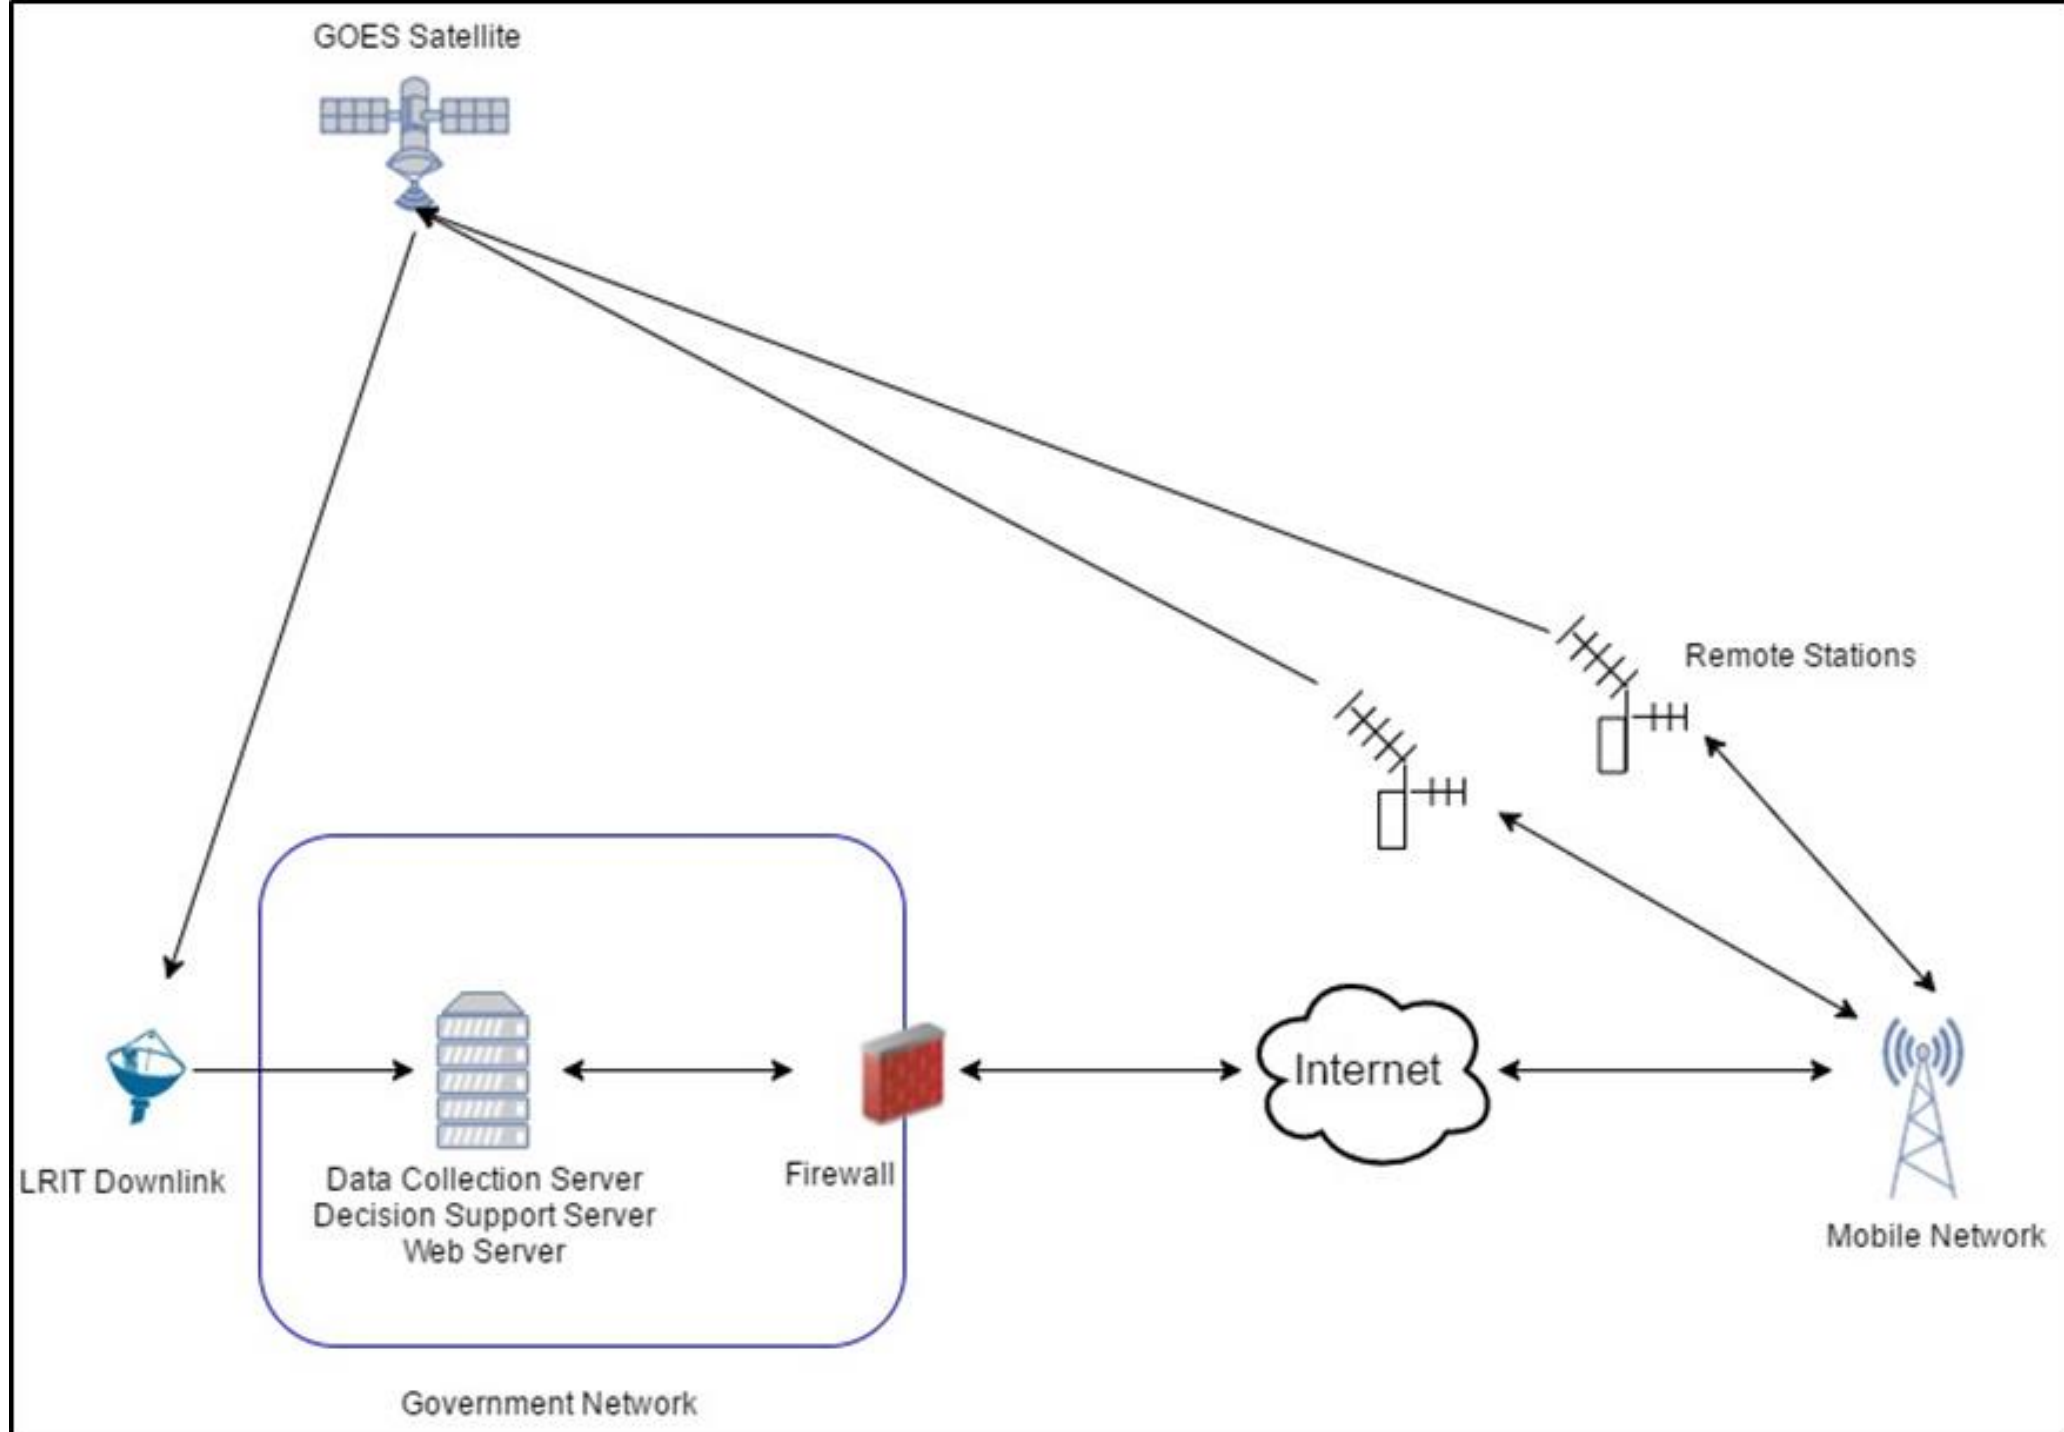 GOES Satellite
Remote Stations
Internet
LRIT Downlink
Data Collection Server
Decision Support Server
Web Server
Firewall
Mobile Network
Government Network